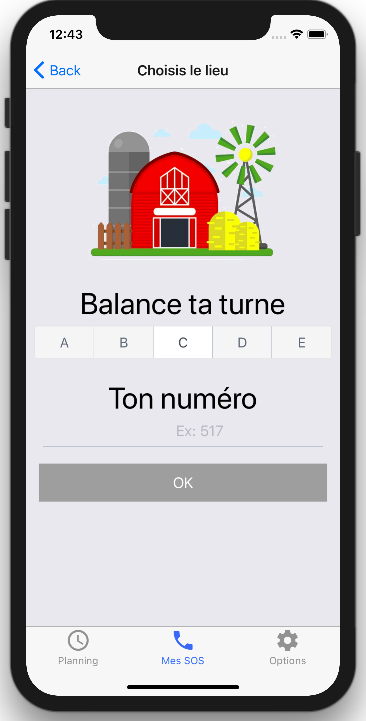 12:43
Back Choisis le lieu
Balance ta turne
A B C D E
Ton numéro
Ex: 517
OK
Planning Mes SOS Options